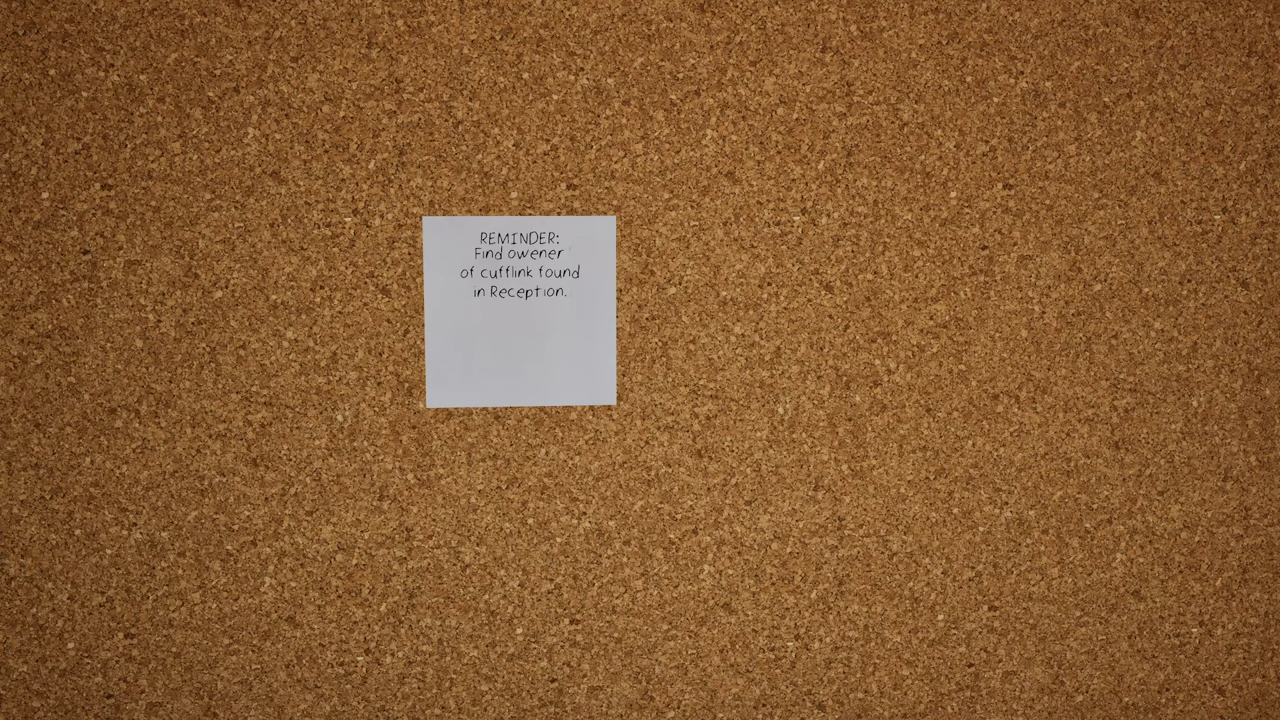 REMINDER:
Find owener
of cufflink found
in Reception.